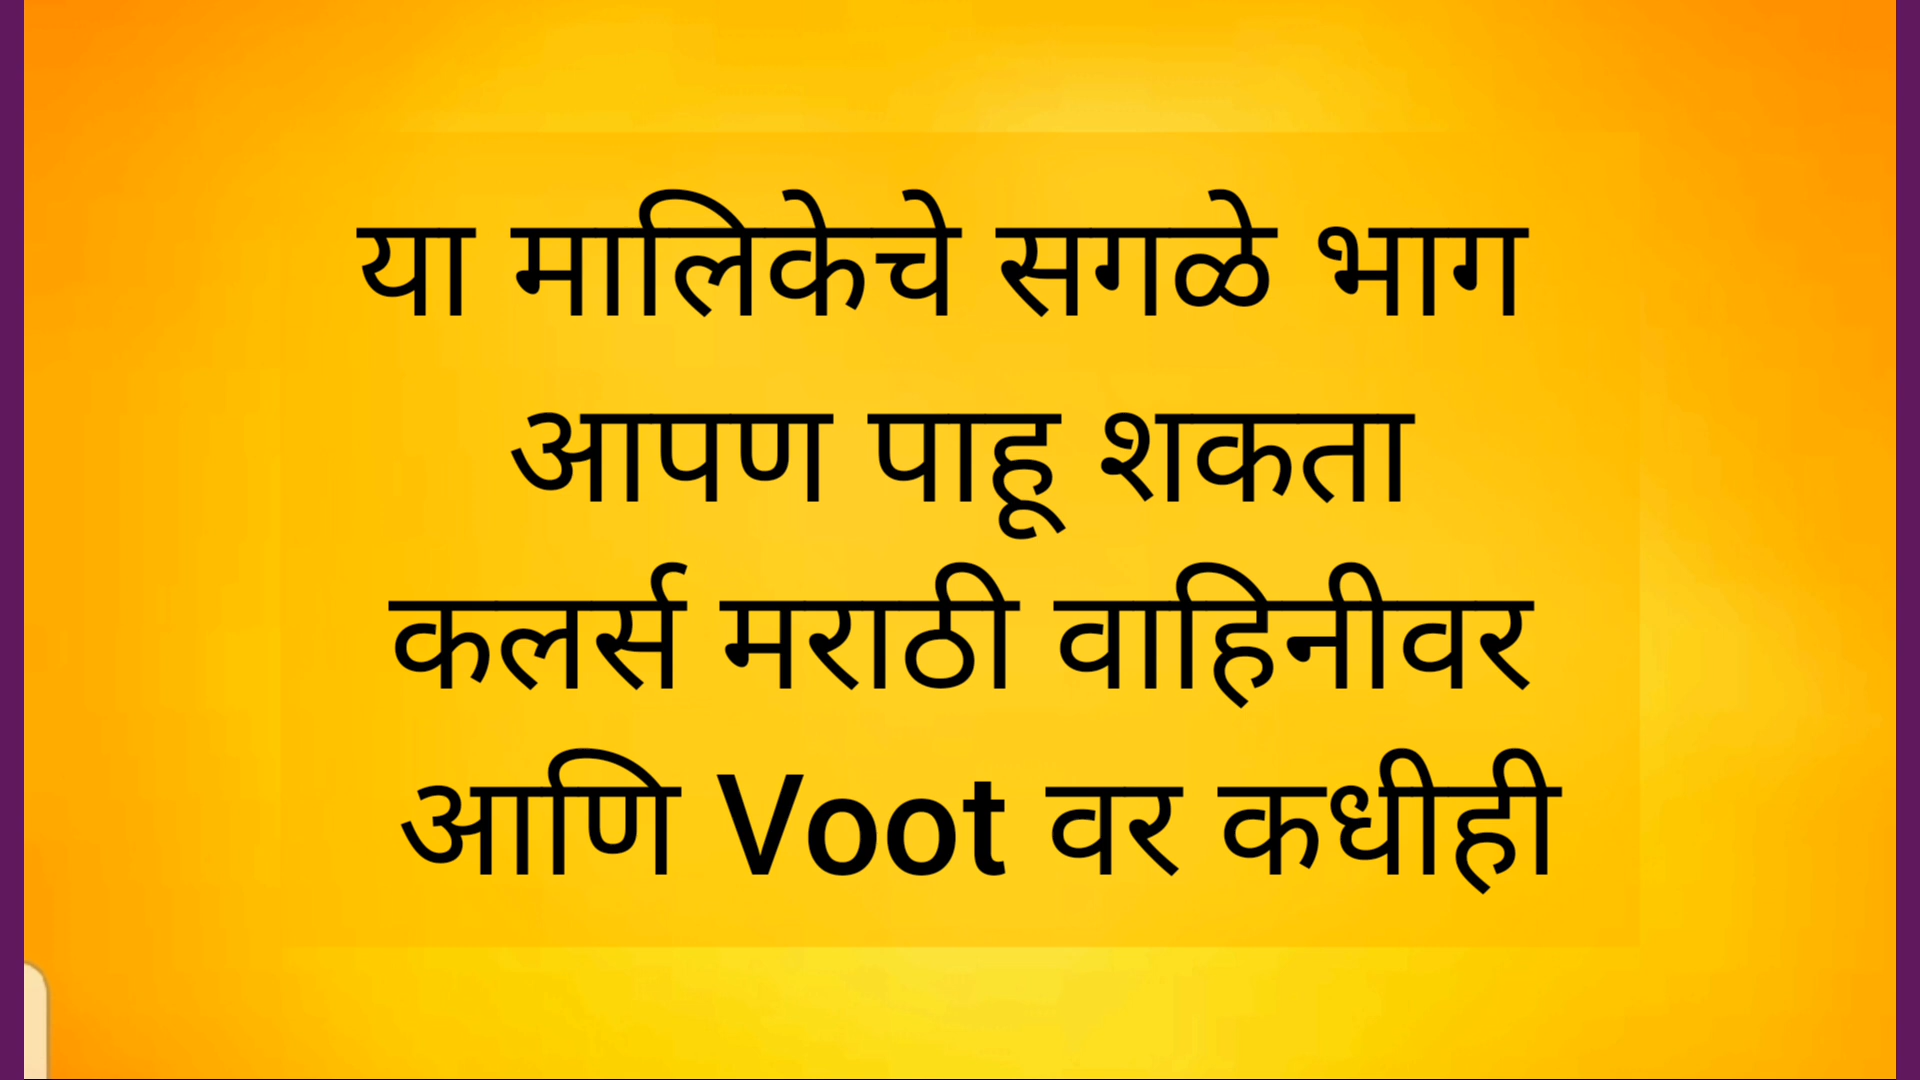 या मालिकेचे सगळे भाग
आपण पाहू शकता
कलर्स मराठी वाहिनीवर
आणि Voot वर कधीही